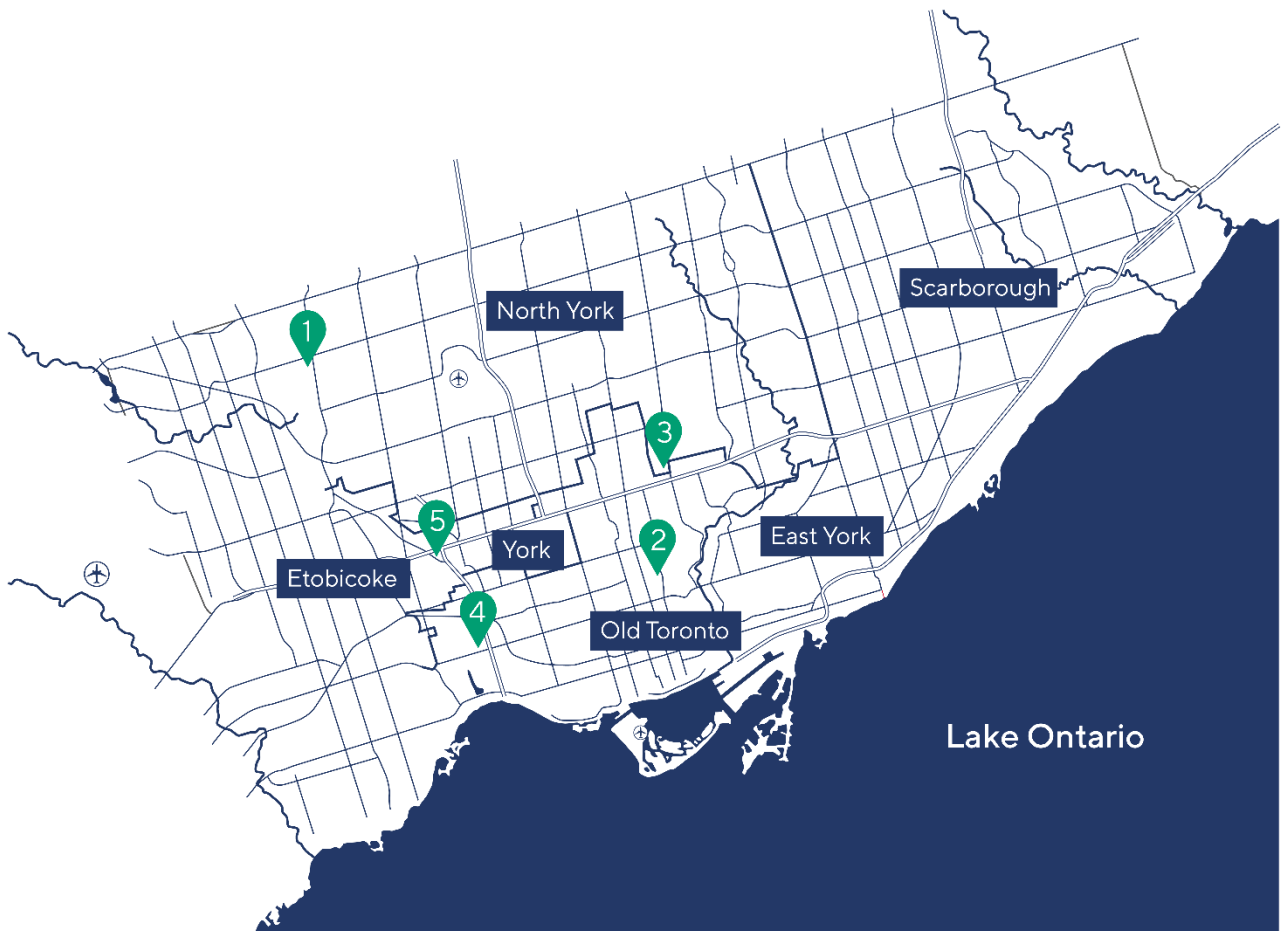 Scarborough
North York
1
3
5
2
York
East York
Etobicoke
4
Old Toronto
Lake Ontario